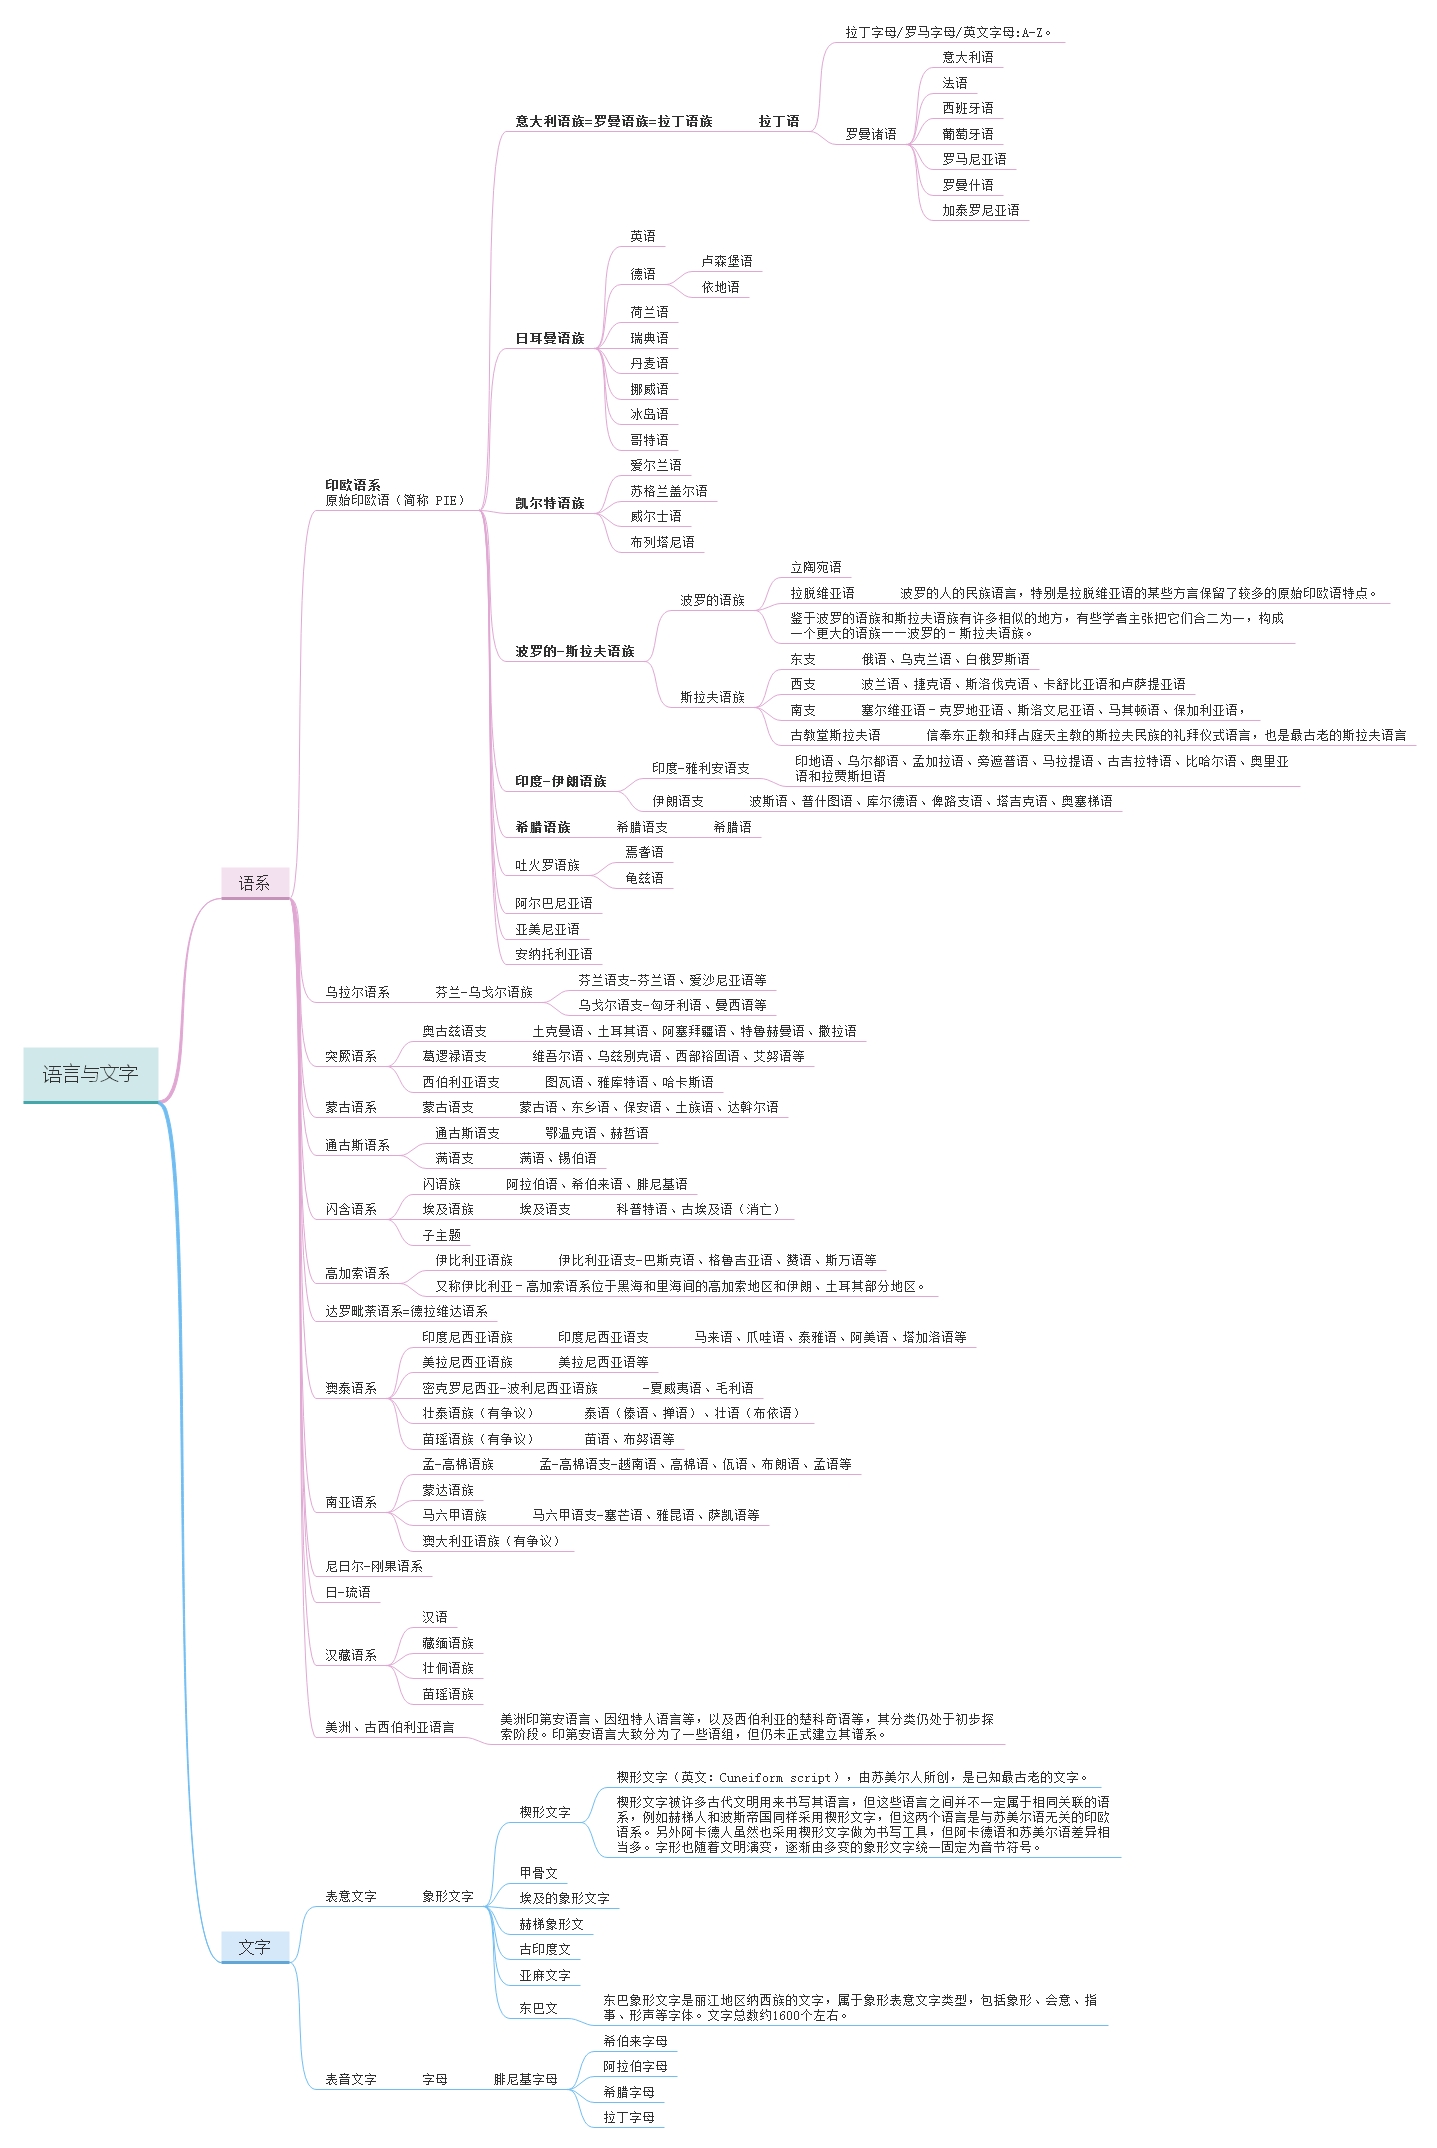 语言与文字
语系
印欧语系
原始印欧语（简称 PIE）
意大利语族=罗曼语族=拉丁语族
拉丁语
拉丁字母/罗马字母/英文字母:A-Z。
罗曼诸语
意大利语
法语
西班牙语
葡萄牙语
罗马尼亚语
罗曼什语
加泰罗尼亚语
日耳曼语族
英语
德语
卢森堡语
依地语
荷兰语
瑞典语
丹麦语
挪威语
冰岛语
哥特语
凯尔特语族
爱尔兰语
苏格兰盖尔语
威尔士语
布列塔尼语
波罗的-斯拉夫语族
波罗的语族
立陶宛语
拉脱维亚语
波罗的人的民族语言，特别是拉脱维亚语的某些方言保留了较多的原始印欧语特点。
鉴于波罗的语族和斯拉夫语族有许多相似的地方，有些学者主张把它们合二为一，构成
一个更大的语族——波罗的–斯拉夫语族。
斯拉夫语族
东支
俄语、乌克兰语、白俄罗斯语
西支
波兰语、捷克语、斯洛伐克语、卡舒比亚语和卢萨提亚语
南支
塞尔维亚语–克罗地亚语、斯洛文尼亚语、马其顿语、保加利亚语，
古教堂斯拉夫语
信奉东正教和拜占庭天主教的斯拉夫民族的礼拜仪式语言，也是最古老的斯拉夫语言
印度-伊朗语族
印度-雅利安语支
印地语、乌尔都语、孟加拉语、旁遮普语、马拉提语、古吉拉特语、比哈尔语、奥里亚
语和拉贾斯坦语
伊朗语支
波斯语、普什图语、库尔德语、俾路支语、塔吉克语、奥塞梯语
希腊语族
希腊语支
希腊语
吐火罗语族
焉耆语
龟兹语
阿尔巴尼亚语
亚美尼亚语
安纳托利亚语
乌拉尔语系
芬兰-乌戈尔语族
芬兰语支-芬兰语、爱沙尼亚语等
乌戈尔语支-匈牙利语、曼西语等
突厥语系
奥古兹语支
土克曼语、土耳其语、阿塞拜疆语、特鲁赫曼语、撒拉语
葛逻禄语支
维吾尔语、乌兹别克语、西部裕固语、艾努语等
西伯利亚语支
图瓦语、雅库特语、哈卡斯语
蒙古语系
蒙古语支
蒙古语、东乡语、保安语、土族语、达斡尔语
通古斯语系
通古斯语支
鄂温克语、赫哲语
满语支
满语、锡伯语
闪含语系
闪语族
阿拉伯语、希伯来语、腓尼基语
埃及语族
埃及语支
科普特语、古埃及语（消亡）
子主题
高加索语系
伊比利亚语族
伊比利亚语支-巴斯克语、格鲁吉亚语、赞语、斯万语等
又称伊比利亚–高加索语系位于黑海和里海间的高加索地区和伊朗、土耳其部分地区。
达罗毗荼语系=德拉维达语系
澳泰语系
印度尼西亚语族
印度尼西亚语支
马来语、爪哇语、泰雅语、阿美语、塔加洛语等
美拉尼西亚语族
美拉尼西亚语等
密克罗尼西亚-波利尼西亚语族
-夏威夷语、毛利语
壮泰语族（有争议）
泰语（傣语、掸语）、壮语（布依语）
苗瑶语族（有争议）
苗语、布努语等
南亚语系
孟-高棉语族
孟-高棉语支-越南语、高棉语、佤语、布朗语、孟语等
蒙达语族
马六甲语族
马六甲语支-塞芒语、雅昆语、萨凯语等
澳大利亚语族（有争议）
尼日尔-刚果语系
日-琉语
汉藏语系
汉语
藏缅语族
壮侗语族
苗瑶语族
美洲、古西伯利亚语言
美洲印第安语言、因纽特人语言等，以及西伯利亚的楚科奇语等，其分类仍处于初步探
索阶段。印第安语言大致分为了一些语组，但仍未正式建立其谱系。
文字
表意文字
象形文字
楔形文字
楔形文字（英文：Cuneiform script），由苏美尔人所创，是已知最古老的文字。
楔形文字被许多古代文明用来书写其语言，但这些语言之间并不一定属于相同关联的语
系，例如赫梯人和波斯帝国同样采用楔形文字，但这两个语言是与苏美尔语无关的印欧
语系。另外阿卡德人虽然也采用楔形文字做为书写工具，但阿卡德语和苏美尔语差异相
当多。字形也随着文明演变，逐渐由多变的象形文字统一固定为音节符号。
甲骨文
埃及的象形文字
赫梯象形文
古印度文
亚麻文字
东巴文
东巴象形文字是丽江地区纳西族的文字，属于象形表意文字类型，包括象形、会意、指
事、形声等字体。文字总数约1600个左右。
表音文字
字母
腓尼基字母
希伯来字母
阿拉伯字母
希腊字母
拉丁字母